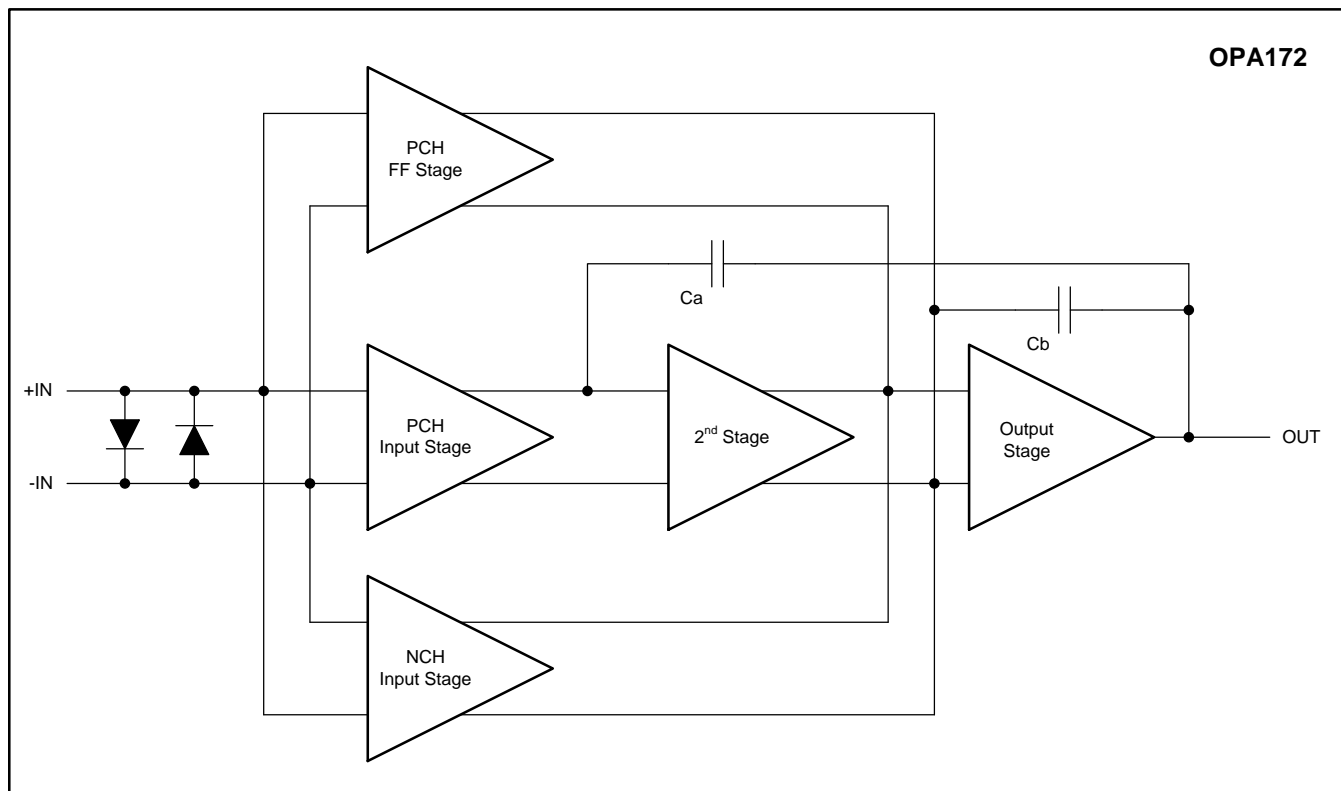 OPA172
PCH
FF Stage
Ca
Cb
+IN
-IN
PCH
Input Stage
2nd Stage
Output
Stage
OUT
NCH
Input Stage